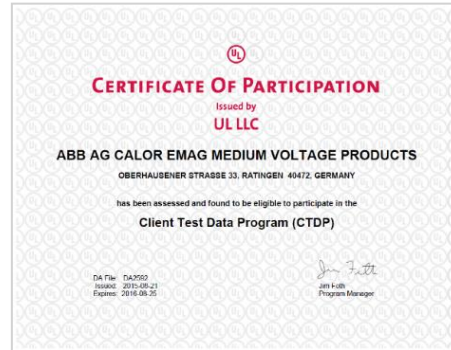 UL
CERTIFICATE OF PARTICIPATION
Issued by
UL LLC
ABB AG CALOR EMAG MEDIUM VOLTAGE PRODUCTS
OBERHAUSENER STRASSE 33, RATINGEN 40472, GERMANY
has been assessed and found to be eligible to participate in the
Client Test Data Program (CTDP)
DA File: DA2592
Issued: 2015-08-21
Expires: 2016-08-25
Program Manager